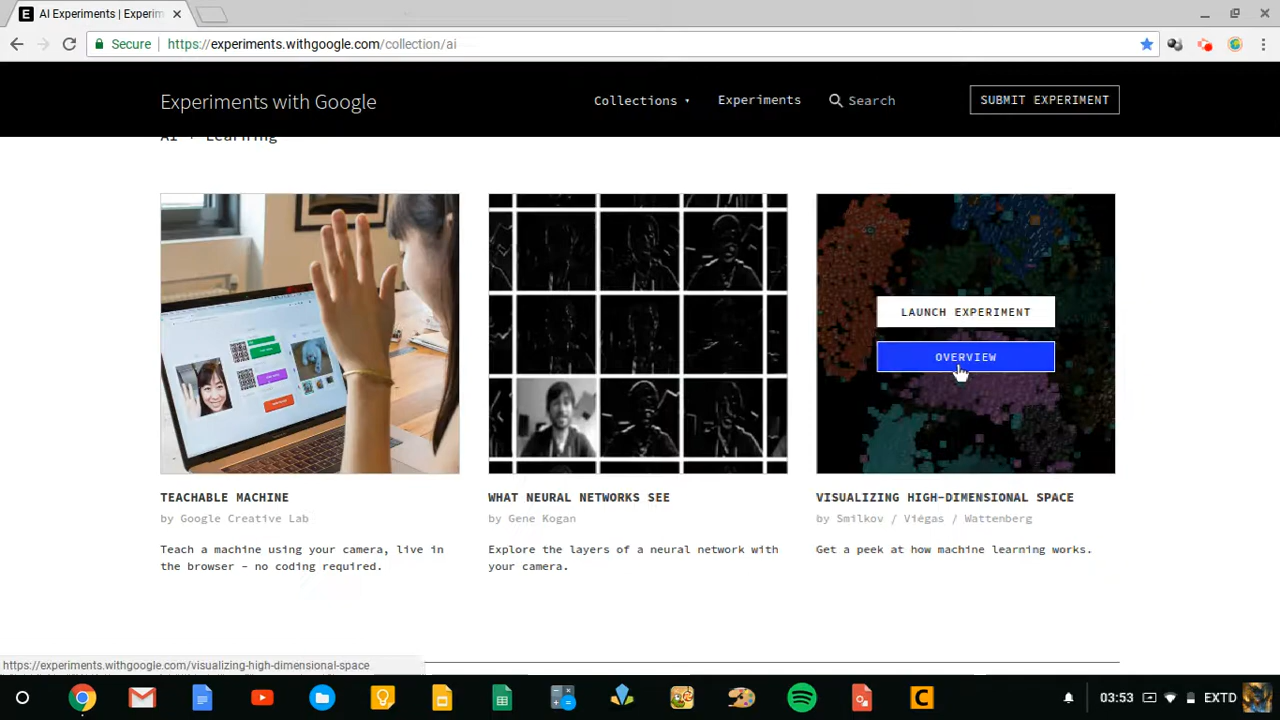 AI Experiments | Experim
Secure
https://experiments.withgoogle.com/collection/ai
Experiments with Google
Collections
Experiments
Search
SUBMIT EXPERIMENT
AI + Learning
LAUNCH EXPERIMENT
OVERVIEW
TEACHABLE MACHINE
by Google Creative Lab
Teach a machine using your camera, live in
the browser – no coding required.
WHAT NEURAL NETWORKS SEE
by Gene Kogan
Explore the layers of a neural network with
your camera.
VISUALIZING HIGH-DIMENSIONAL SPACE
by Smilkov / Viégas / Wattenberg
Get a peek at how machine learning works.
https://experiments.withgoogle.com/visualizing-high-dimensional-space
03:53
EXTD